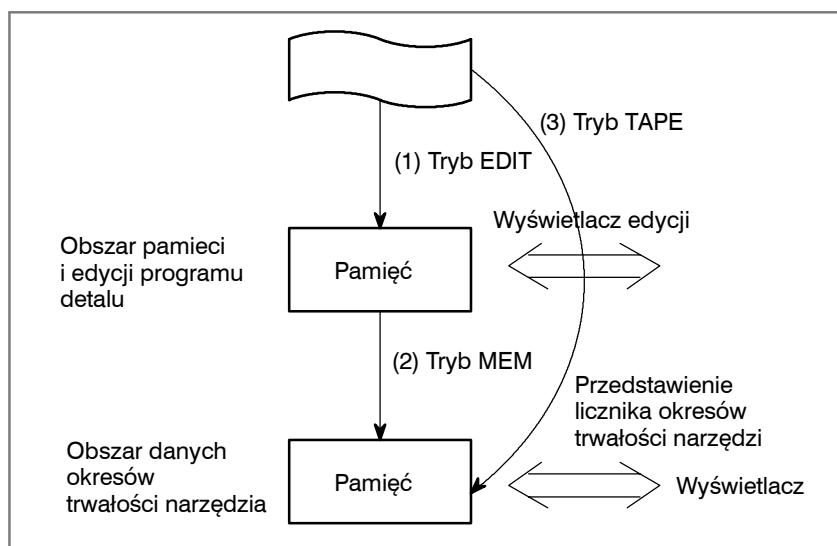 (3) Tryb TAPE
(1) Tryb EDIT
Wyświetlacz edycji
Obszar pamieci
i edycji programu
detalu
Pamięć
(2) Tryb MEM
Przedstawienie
licznika okresów
trwałości narzędzi
Obszar danych
okresów
trwałości narzędzia
Pamięć
Wyświetlacz